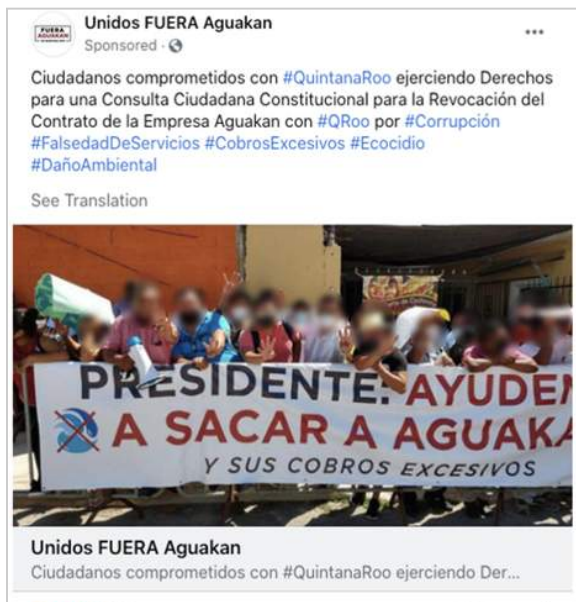 FUERA
AGUAKAN
Unidos FUERA Aguakan
Sponsored ·
Ciudadanos comprometidos con #QuintanaRoo ejerciendo Derechos
para una Consulta Ciudadana Constitucional para la Revocación del
Contrato de la Empresa Aguakan con #QRoo por #Corrupción
#FalsedadDeServicios #CobrosExcesivos #Ecocidio
#DañoAmbiental
See Translation
PRESIDENTE: AYUDEN
A SACAR A AGUAKA
Y SUS COBROS EXCESIVOS
Unidos FUERA Aguakan
Ciudadanos comprometidos con #QuintanaRoo ejerciendo Der...